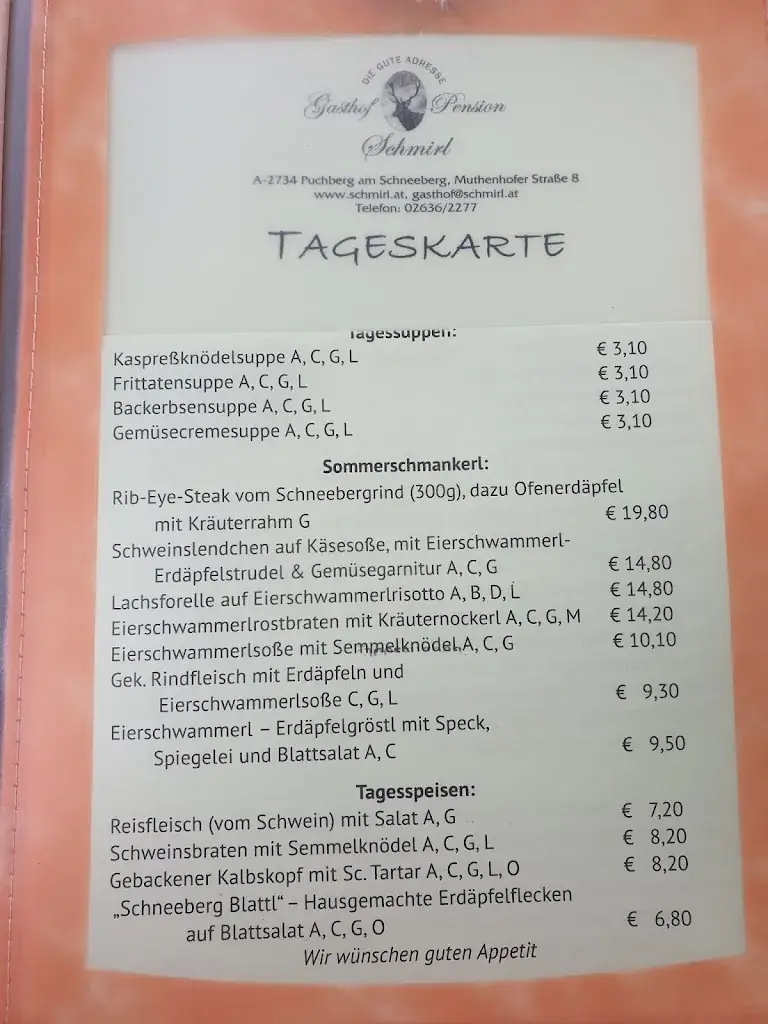 DIE GUTE ADRESSE
Gasthof Pension
Schmirl
A-2734 Puchberg am Schneeberg, Muthenhofer Straße 8
www.schmirl.at, gasthof@schmirl.at
Telefon: 02636/2277
TAGESKARTE
Tagessuppen:
Kaspreßknödelsuppe A, C, G, L € 3,10
Frittatensuppe A, C, G, L € 3,10
Backerbsensuppe A, C, G, L € 3,10
Gemüsecremesuppe A, C, G, L € 3,10
Sommerschmankerl:
Rib-Eye-Steak vom Schneebergrind (300g), dazu Ofenerdäpfel
mit Kräuterrahm G € 19,80
Schweinslendchen auf Käsesoße, mit Eierschwammerl-
Erdäpfelstrudel & Gemüsegarnitur A, C, G € 14,80
Lachsforelle auf Eierschwammerlrisotto A, B, D, L € 14,80
Eierschwammerlrostbraten mit Kräuternockerl A, C, G, M € 14,20
Eierschwammerlsoße mit Semmelknödel A, C, G € 10,10
Gek. Rindfleisch mit Erdäpfeln und
Eierschwammerlsoße C, G, L € 9,30
Eierschwammerl – Erdäpfelgröstl mit Speck,
Spiegelei und Blattsalat A, C € 9,50
Tagesspeisen:
Reisfleisch (vom Schwein) mit Salat A, G € 7,20
Schweinsbraten mit Semmelknödel A, C, G, L € 8,20
Gebackener Kalbskopf mit Sc. Tartar A, C, G, L, O € 8,20
„Schneeberg Blattl“ – Hausgemachte Erdäpfelflecken
auf Blattsalat A, C, G, O € 6,80
Wir wünschen guten Appetit